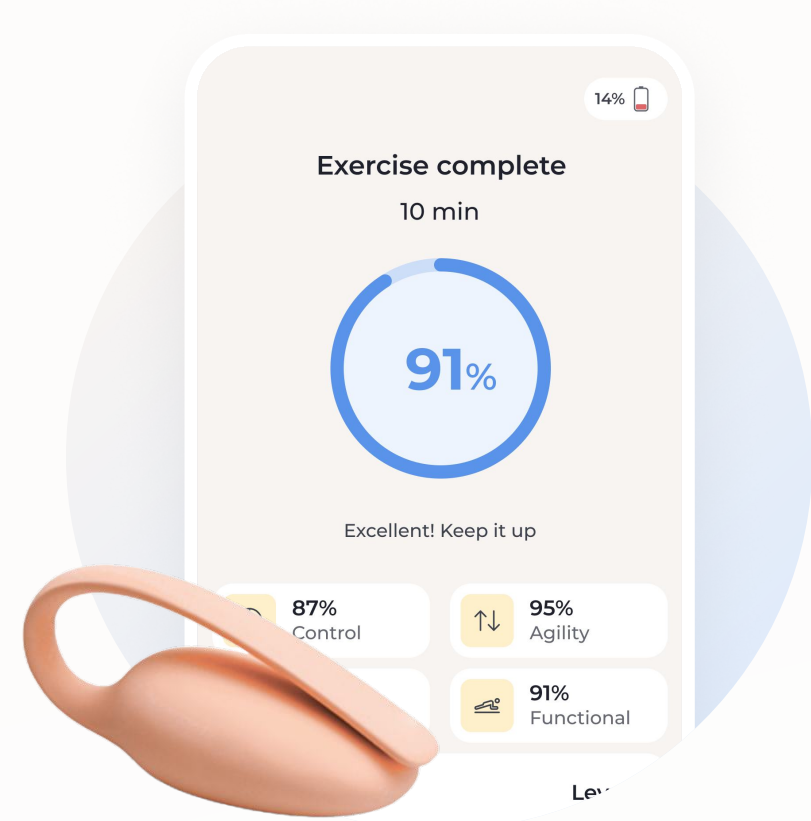 14%
Exercise complete
10 min
91%
Excellent! Keep it up
87%
Control
95%
Agility
91%
Functional